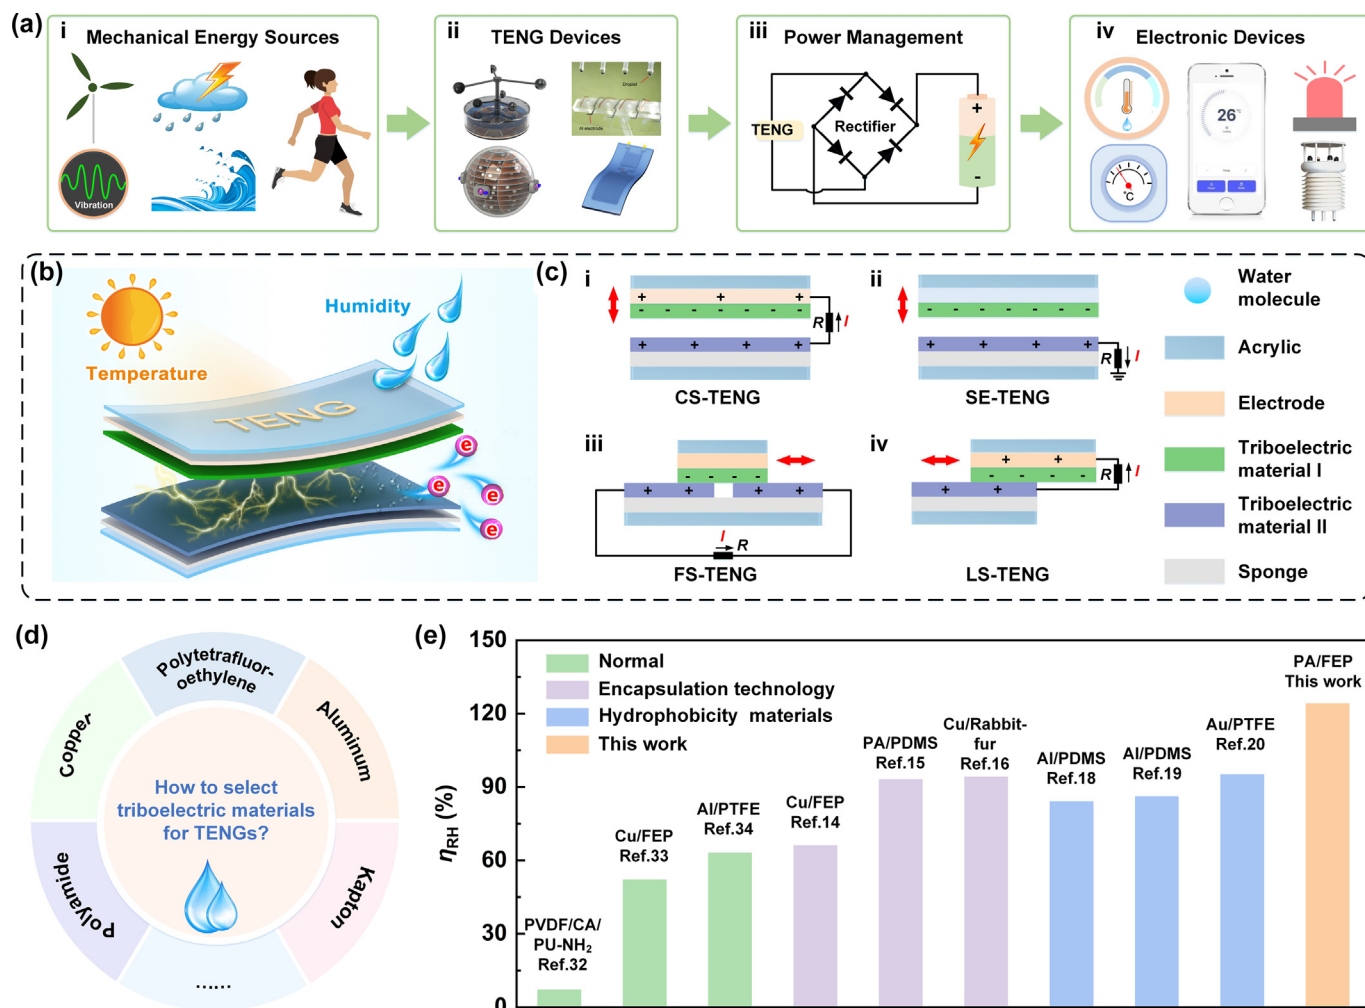 (a)
i
Mechanical Energy Sources
Vibration
ii
TENG Devices
Droplet
Al electrode
iii
Power Management
TENG
Rectifier
+
-
iv
Electronic Devices
26
°C
°C
(b)
Temperature
Humidity
TENG
e
e
e
e
(c)
i
+ + +
- - - - - - -
R
I
+ + + +
CS-TENG
ii
- - - - - - -
+ + + +
R
I
SE-TENG
iii
- - - -
+ + + +
I
R
FS-TENG
iv
+ +
- - - -
R
I
+ + +
LS-TENG
Water
molecule
Acrylic
Electrode
Triboelectric
material I
Triboelectric
material II
Sponge
(d)
Polytetrafluor-
oethylene
Aluminum
Kapton
......
Polyamide
Copper
How to select
triboelectric materials
for TENGs?
(e)
150
120
90
60
30
0
ηRH (%)
Normal
Encapsulation technology
Hydrophobicity materials
This work
PVDF/CA/
PU-NH2
Ref.32
Cu/FEP
Ref.33
Al/PTFE
Ref.34
Cu/FEP
Ref.14
PA/PDMS
Ref.15
Cu/Rabbit-
fur
Ref.16
Al/PDMS
Ref.18
Al/PDMS
Ref.19
Au/PTFE
Ref.20
PA/FEP
This work